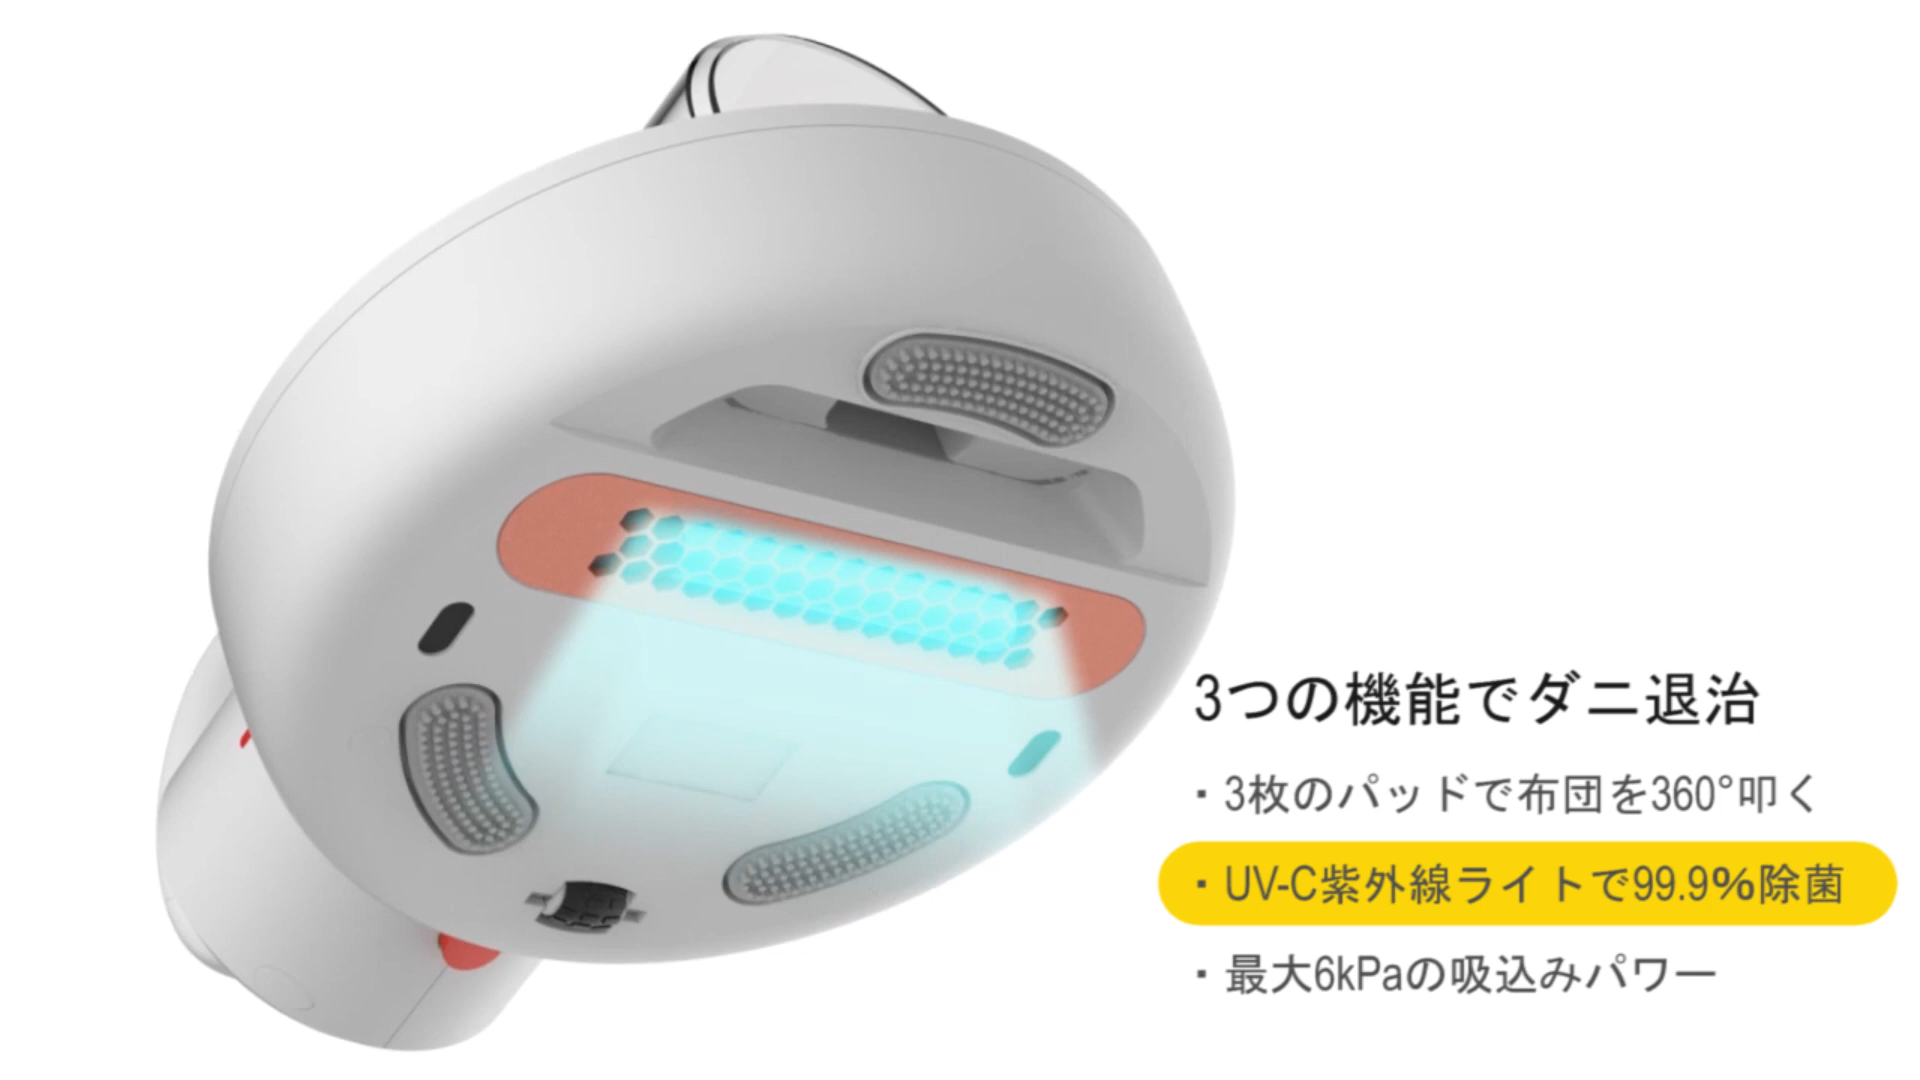 3つの機能でダニ退治
・3枚のパッドで布団を360°叩く
・UV-C紫外線ライトで99.9%除菌
・最大6kPaの吸込みパワー